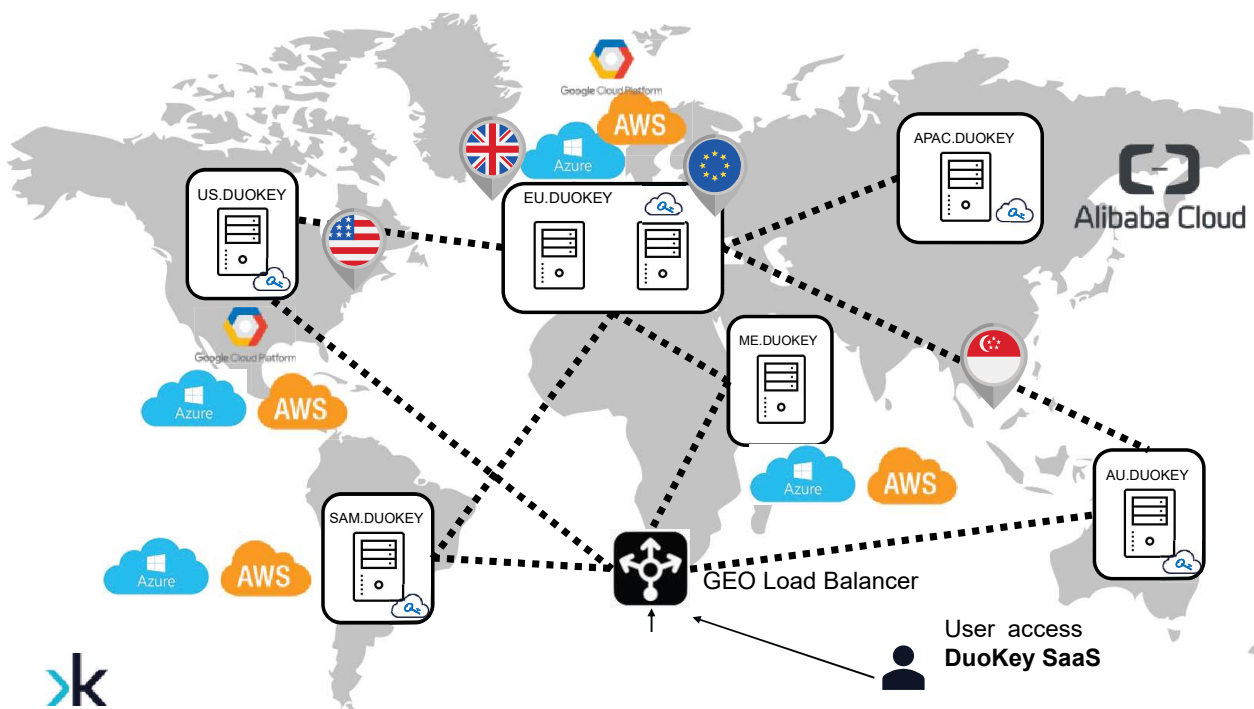 Google Cloud Platform
AWS
Azure
APAC.DUOKEY
US.DUOKEY
EU.DUOKEY
Alibaba Cloud
ME.DUOKEY
Google Cloud Platform
Azure
AWS
Azure
AWS
AU.DUOKEY
SAM.DUOKEY
Azure
AWS
GEO Load Balancer
User access
DuoKey SaaS
k